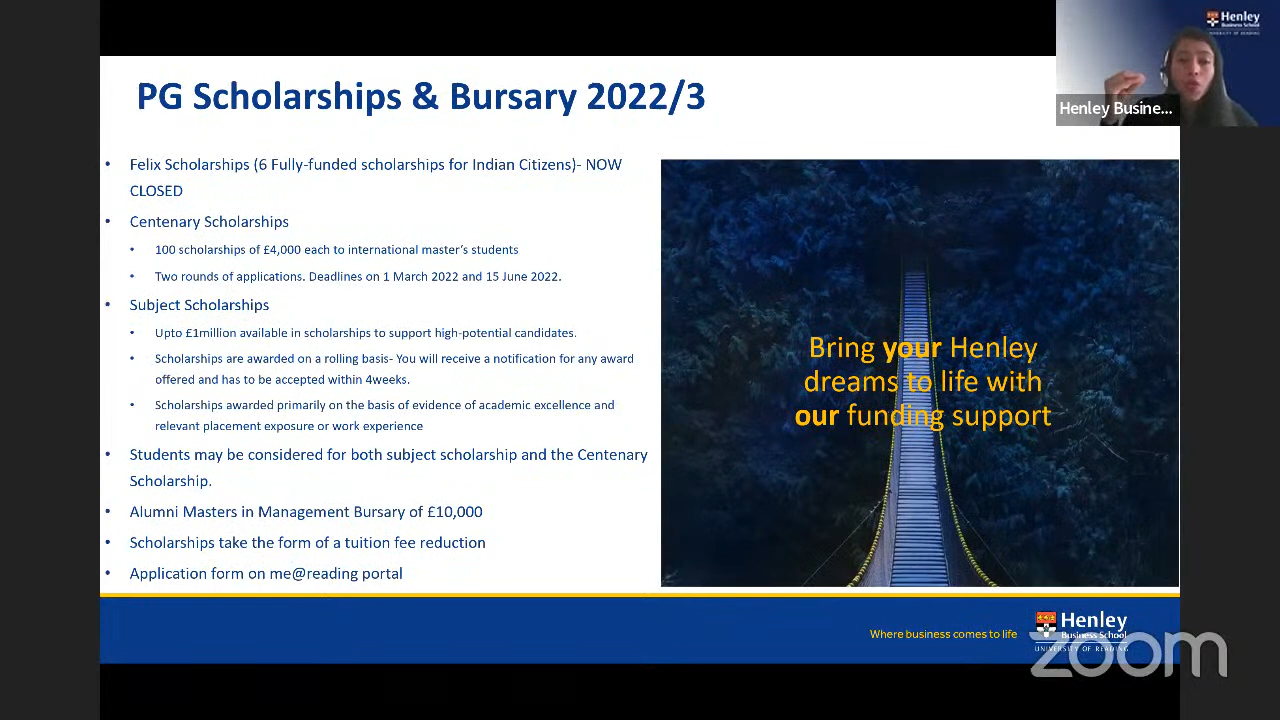 Henley
Business School
UNIVERSITY OF READING
Henley Busine...
PG Scholarships & Bursary 2022/3
• Felix Scholarships (6 Fully-funded scholarships for Indian Citizens)- NOW
CLOSED
• Centenary Scholarships
• 100 scholarships of £4,000 each to international master's students
• Two rounds of applications. Deadlines on 1 March 2022 and 15 June 2022.
• Subject Scholarships
• Upto £1million available in scholarships to support high-potential candidates.
• Scholarships are awarded on a rolling basis- You will receive a notification for any award
offered and has to be accepted within 4weeks.
• Scholarships awarded primarily on the basis of evidence of academic excellence and
relevant placement exposure or work experience
• Students may be considered for both subject scholarship and the Centenary
Scholarship.
• Alumni Masters in Management Bursary of £10,000
• Scholarships take the form of a tuition fee reduction
• Application form on me@reading portal
Bring your Henley
dreams to life with
our funding support
Where business comes to life
Henley
Business School
UNIVERSITY OF READING
zoom